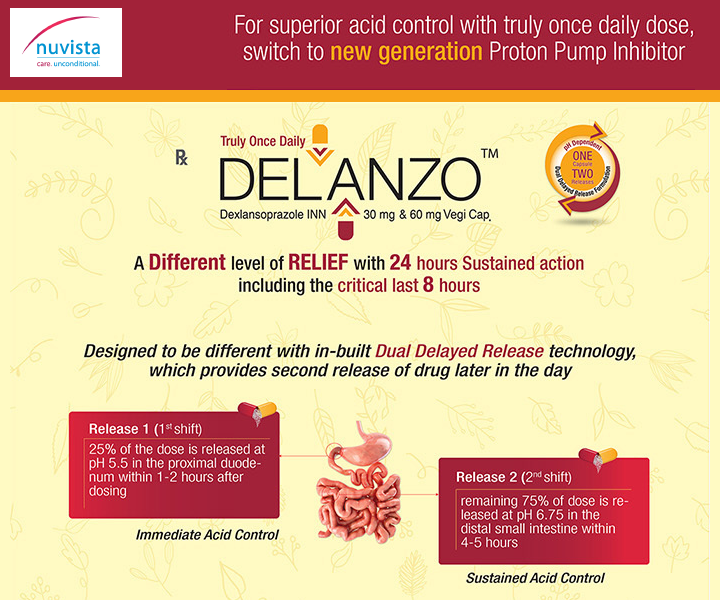 nuvista
care. unconditional.
For superior acid control with truly once daily dose,
switch to new generation Proton Pump Inhibitor
Truly Once Daily
℞
DELANZO™
Dexlansoprazole INN 30 mg & 60 mg Vegi Cap.
pH Dependent
ONE
Capsule
TWO
Releases
Dual Delayed Release Formulation
A Different level of RELIEF with 24 hours Sustained action
including the critical last 8 hours
Designed to be different with in-built Dual Delayed Release technology,
which provides second release of drug later in the day
Release 1 (1st shift)
25% of the dose is released at
pH 5.5 in the proximal duode-
num within 1-2 hours after
dosing
Immediate Acid Control
Release 2 (2nd shift)
remaining 75% of dose is re-
leased at pH 6.75 in the
distal small intestine within
4-5 hours
Sustained Acid Control